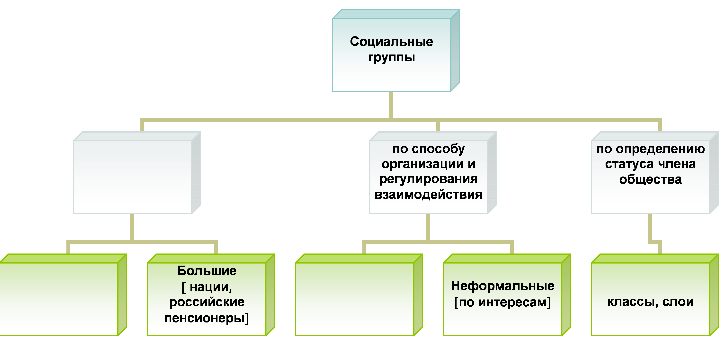 Социальные
группы
по способу
организации и
регулирования
взаимодействия
по определению
статуса члена
общества
Большие
[ нации,
российские
пенсионеры]
Неформальные
[по интересам]
классы, слои